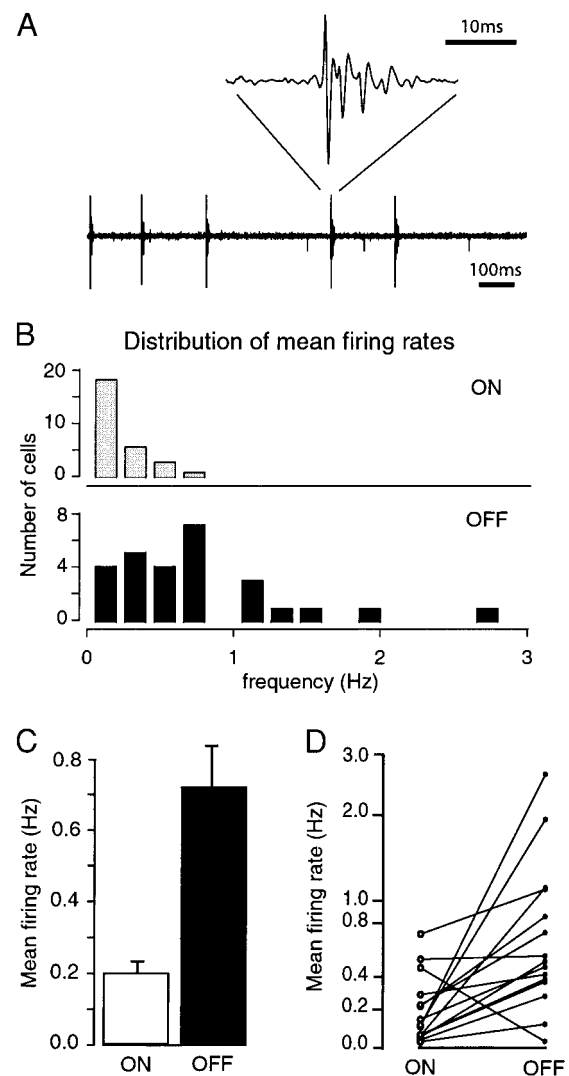 A
10ms
100ms
B
Distribution of mean firing rates
20
10
0
ON
Number of cells
8
4
0
OFF
0 1 2 3
frequency (Hz)
C
Mean firing rate (Hz)
0.8
0.6
0.4
0.2
0.0
ON OFF
D
Mean firing rate (Hz)
3.0
2.0
1.0
0.8
0.4
0.2
0.0
ON OFF